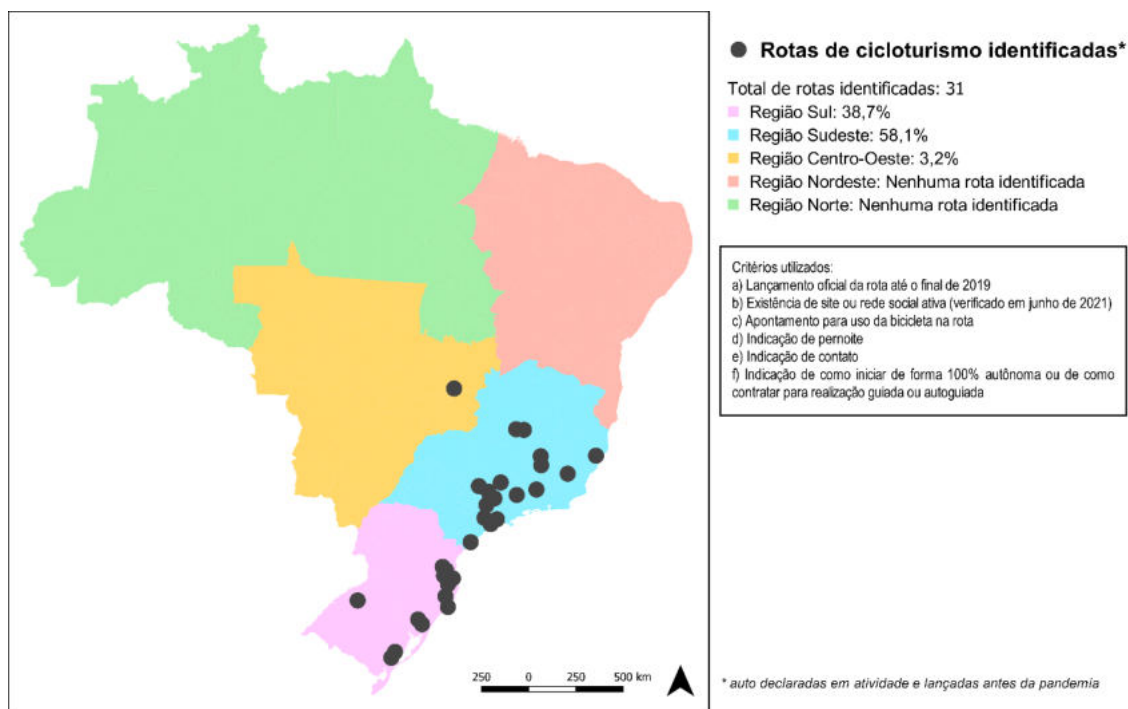 Rotas de cicloturismo identificadas*
Total de rotas identificadas: 31
Região Sul: 38,7%
Região Sudeste: 58,1%
Região Centro-Oeste: 3,2%
Região Nordeste: Nenhuma rota identificada
Região Norte: Nenhuma rota identificada
Critérios utilizados:
a) Lançamento oficial da rota até o final de 2019
b) Existência de site ou rede social ativa (verificado em junho de 2021)
c) Apontamento para uso da bicicleta na rota
d) Indicação de pernoite
e) Indicação de contato
f) Indicação de como iniciar de forma 100% autônoma ou de como
contratar para realização guiada ou autoguiada
250 0 250 500 km
* auto declaradas em atividade e lançadas antes da pandemia